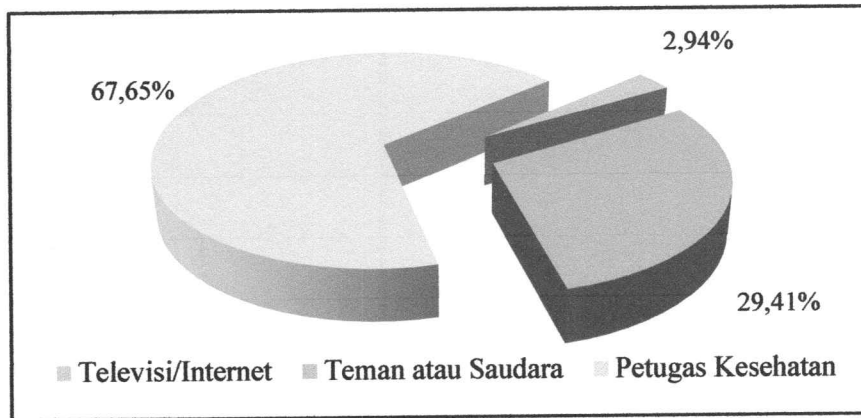 2,94%
67,65%
29,41%
Televisi/Internet Teman atau Saudara Petugas Kesehatan